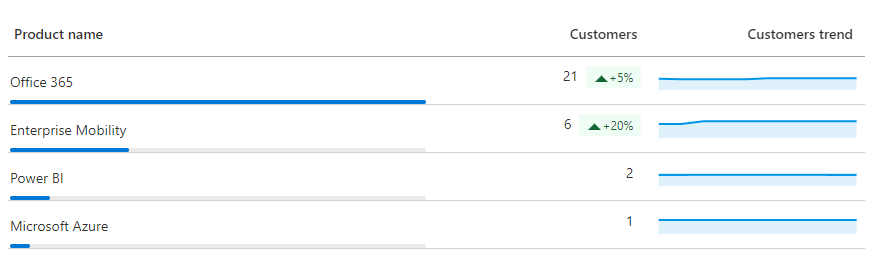 Product name Customers Customers trend
Office 365 21 ▲+5%
Enterprise Mobility 6 ▲+20%
Power BI 2
Microsoft Azure 1